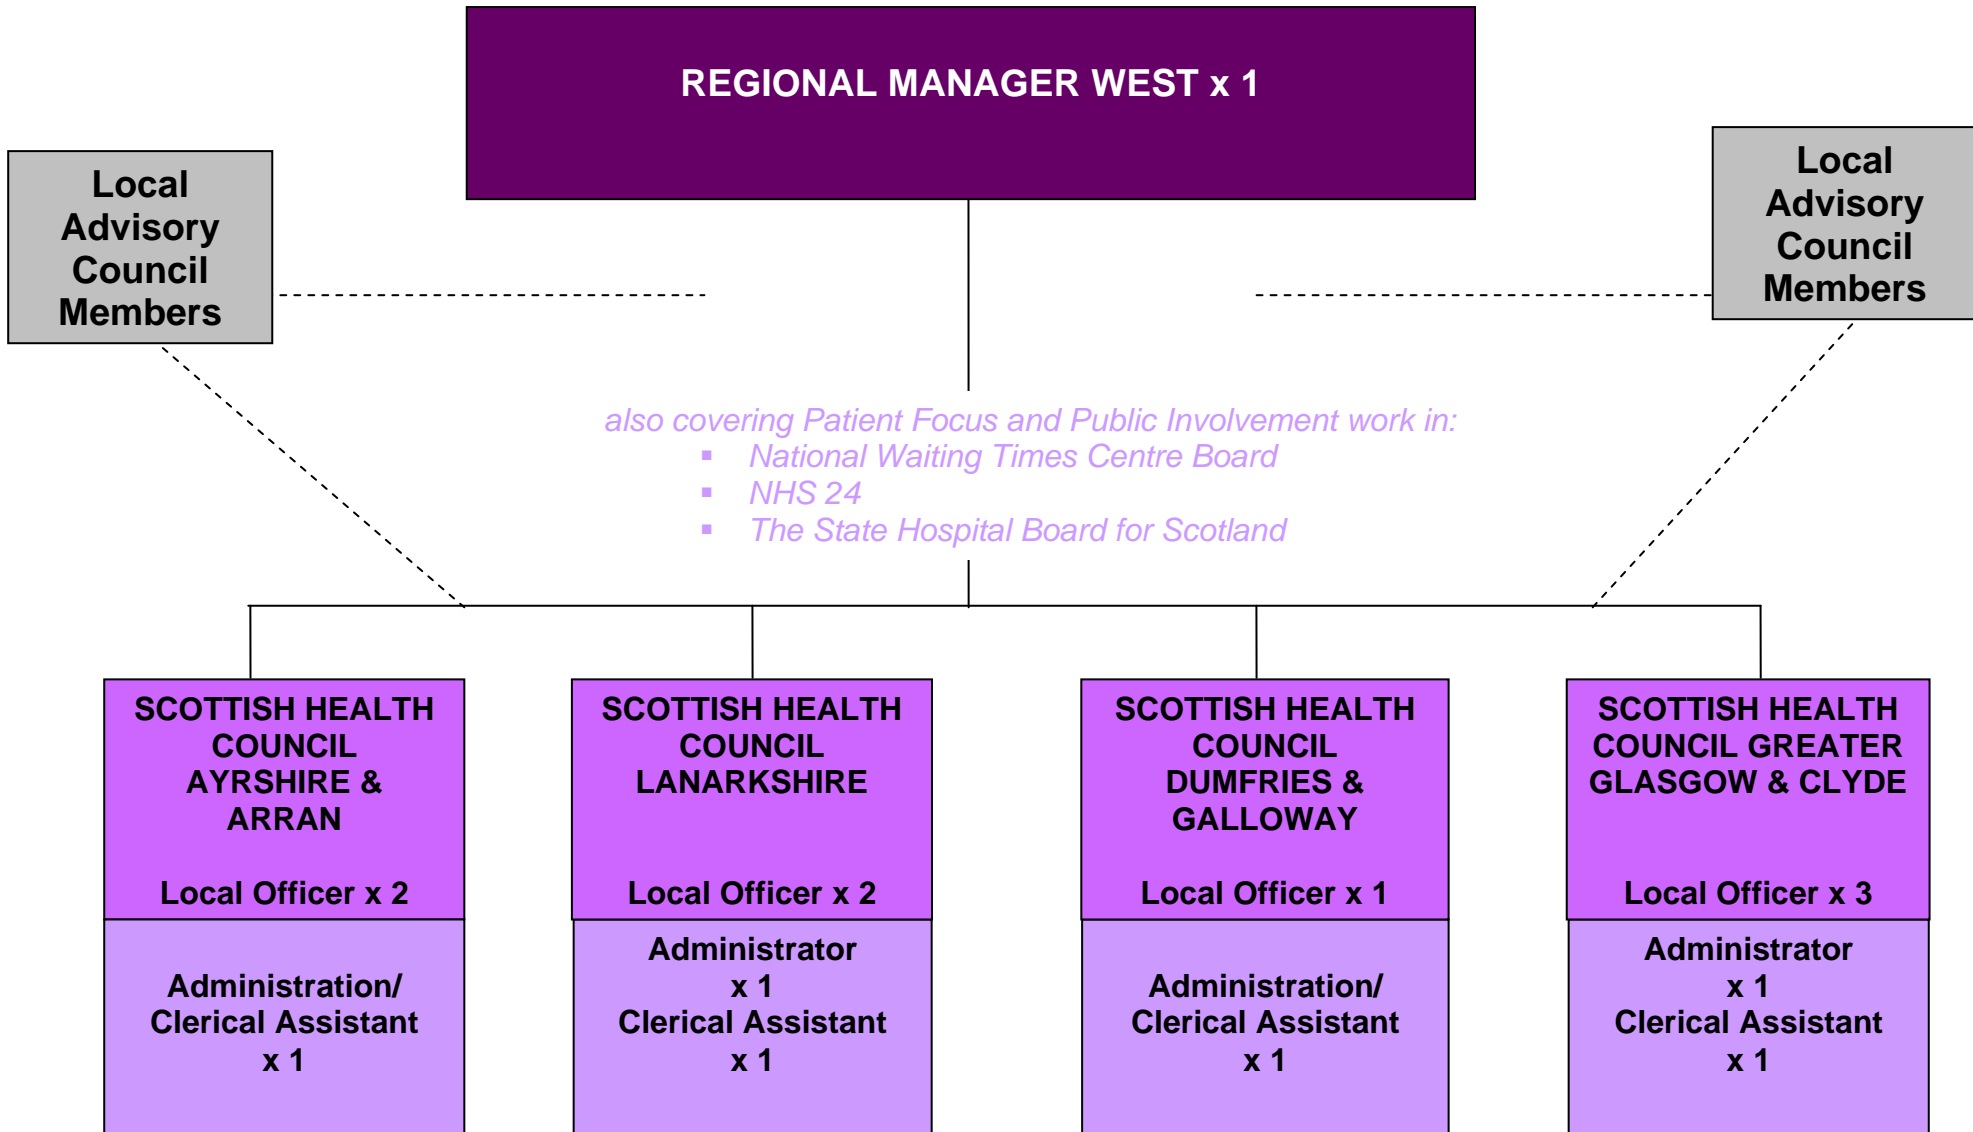 REGIONAL MANAGER WEST x 1
Local
Advisory
Council
Members
Local
Advisory
Council
Members
also covering Patient Focus and Public Involvement work in:
▪ National Waiting Times Centre Board
▪ NHS 24
▪ The State Hospital Board for Scotland
SCOTTISH HEALTH
COUNCIL
AYRSHIRE &
ARRAN
Local Officer x 2
Administration/
Clerical Assistant
x 1
SCOTTISH HEALTH
COUNCIL
LANARKSHIRE
Local Officer x 2
Administrator
x 1
Clerical Assistant
x 1
SCOTTISH HEALTH
COUNCIL
DUMFRIES &
GALLOWAY
Local Officer x 1
Administration/
Clerical Assistant
x 1
SCOTTISH HEALTH
COUNCIL GREATER
GLASGOW & CLYDE
Local Officer x 3
Administrator
x 1
Clerical Assistant
x 1